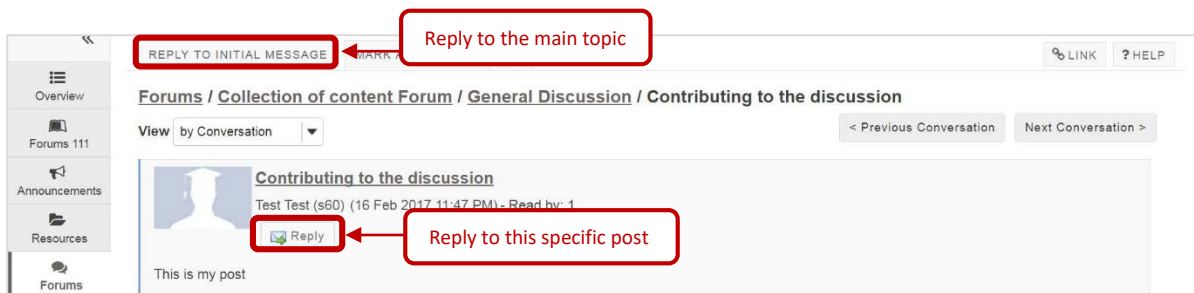 Reply to the main topic
REPLY TO INITIAL MESSAGE
LINK ? HELP
Overview
Forums / Collection of content Forum / General Discussion / Contributing to the discussion
View by Conversation
< Previous Conversation Next Conversation >
Forums 111
Announcements
Contributing to the discussion
Test Test (s60) (16 Feb 2017 11:47 PM) - Read by: 1
Resources
Reply
Reply to this specific post
Forums
This is my post